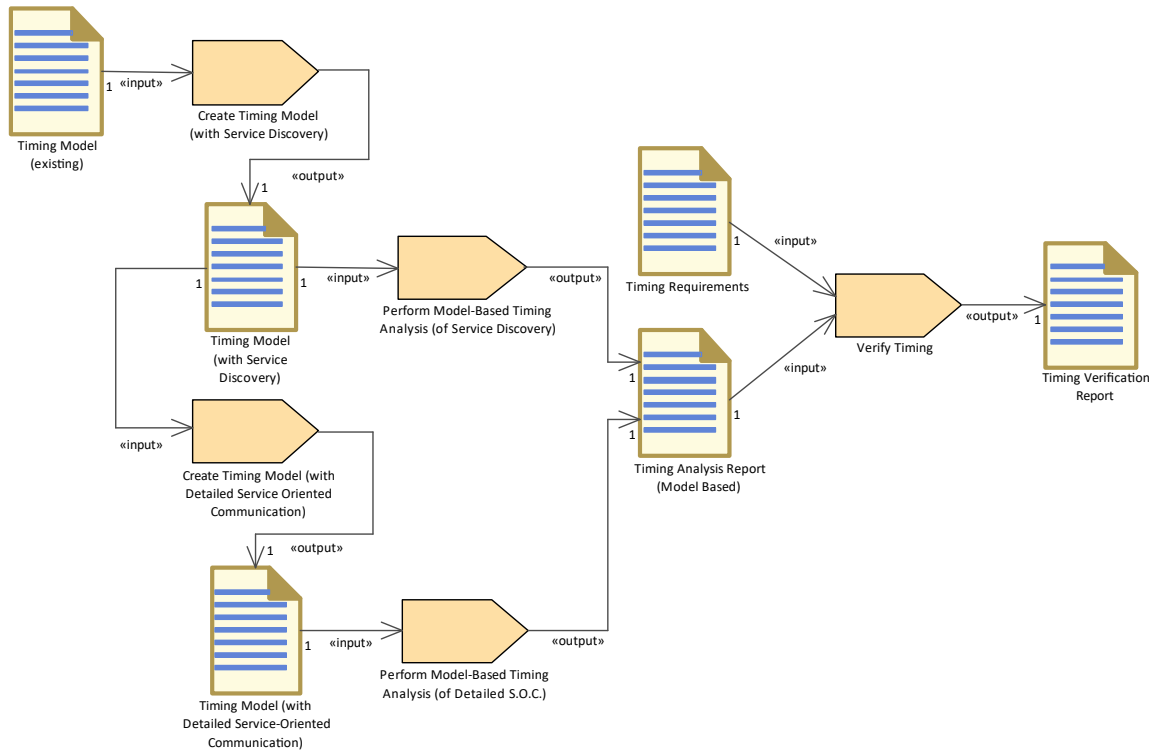 1
«input»
Create Timing Model
(with Service Discovery)
Timing Model
(existing)
«output»
1
Timing Requirements
1
«input»
1
1
«input»
Perform Model-Based Timing
Analysis (of Service Discovery)
«output»
Timing Model
(with Service
Discovery)
Verify Timing
«output»
1
Timing Verification
Report
1
1
1
«input»
Timing Analysis Report
(Model Based)
«input»
Create Timing Model (with
Detailed Service Oriented
Communication)
«output»
1
1
«input»
Perform Model-Based Timing
Analysis (of Detailed S.O.C.)
«output»
Timing Model (with
Detailed Service-Oriented
Communication)